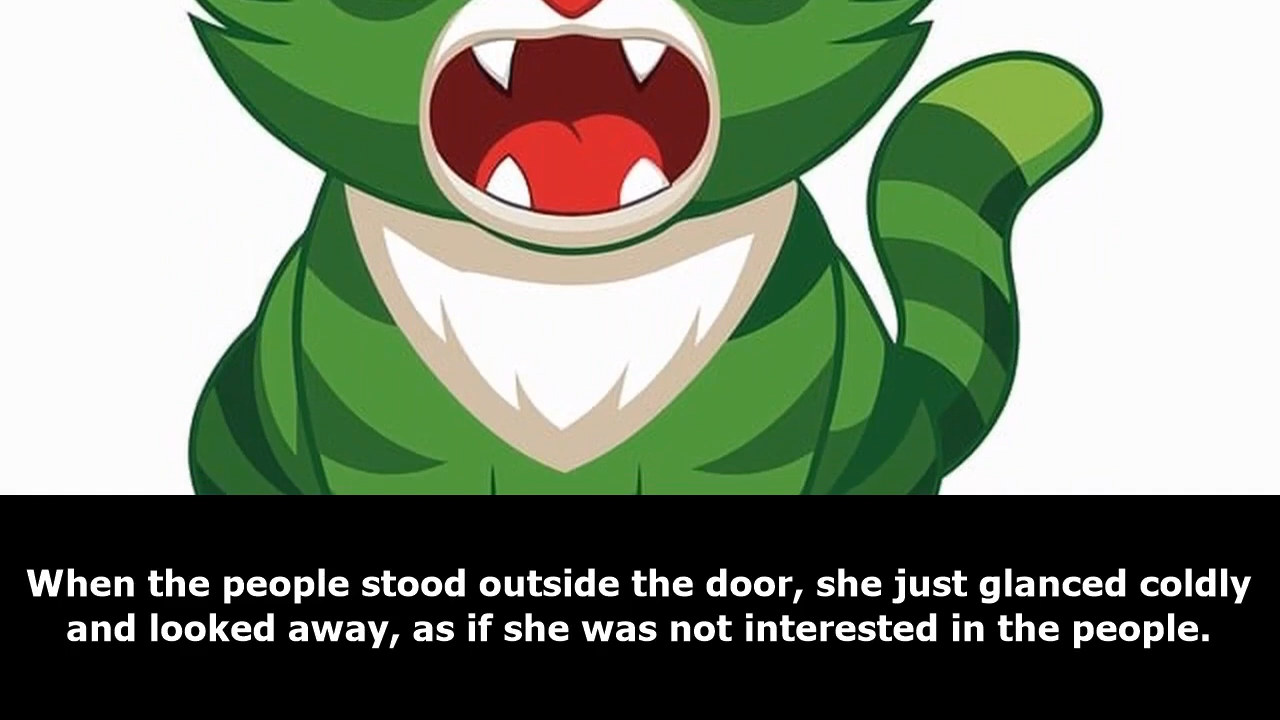 When the people stood outside the door, she just glanced coldly
and looked away, as if she was not interested in the people.